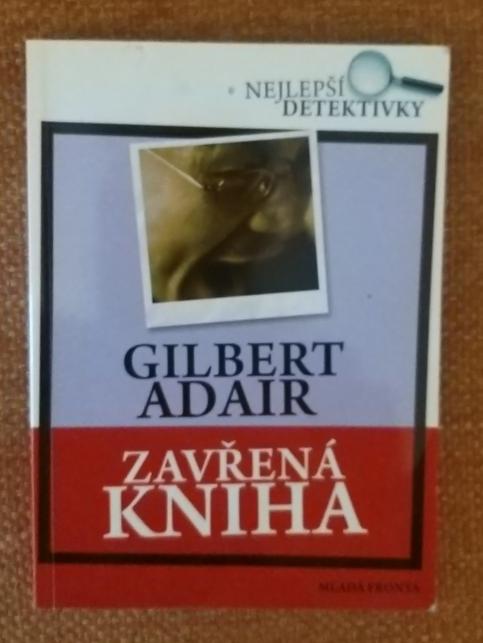 NEJLEPŠÍ
DETEKTIVKY
GILBERT
ADAIR
ZAVŘENÁ
KNIHA
MLADÁ FRONTA